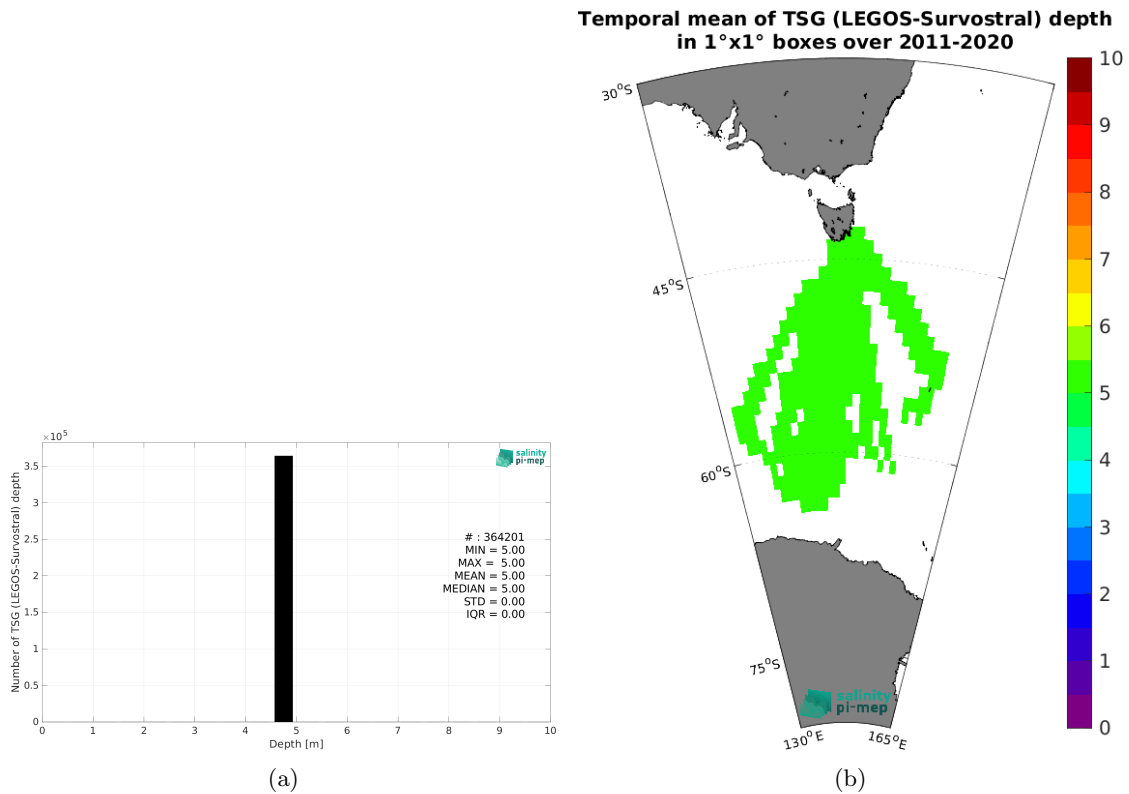 ×10⁵
3.5
3
2.5
2
1.5
1
0.5
0
Number of TSG (LEGOS-Survostral) depth
salinity
pi-mep
# : 364201
MIN = 5.00
MAX = 5.00
MEAN = 5.00
MEDIAN = 5.00
STD = 0.00
IQR = 0.00
0 1 2 3 4 5 6 7 8 9 10
Depth [m]
(a)
Temporal mean of TSG (LEGOS-Survostral) depth
in 1°x1° boxes over 2011-2020
30°S
45°S
60°S
75°S
130°E 165°E
salinity
pi-mep
10
9
8
7
6
5
4
3
2
1
0
(b)